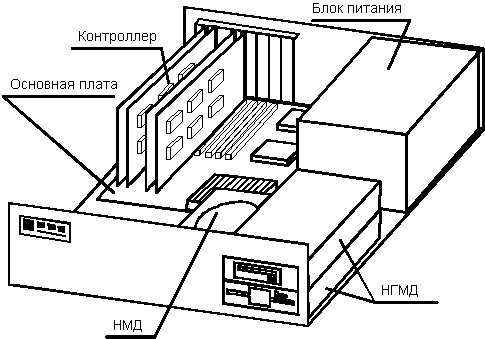 Блок питания
Контроллер
Основная плата
НГМД
НМД